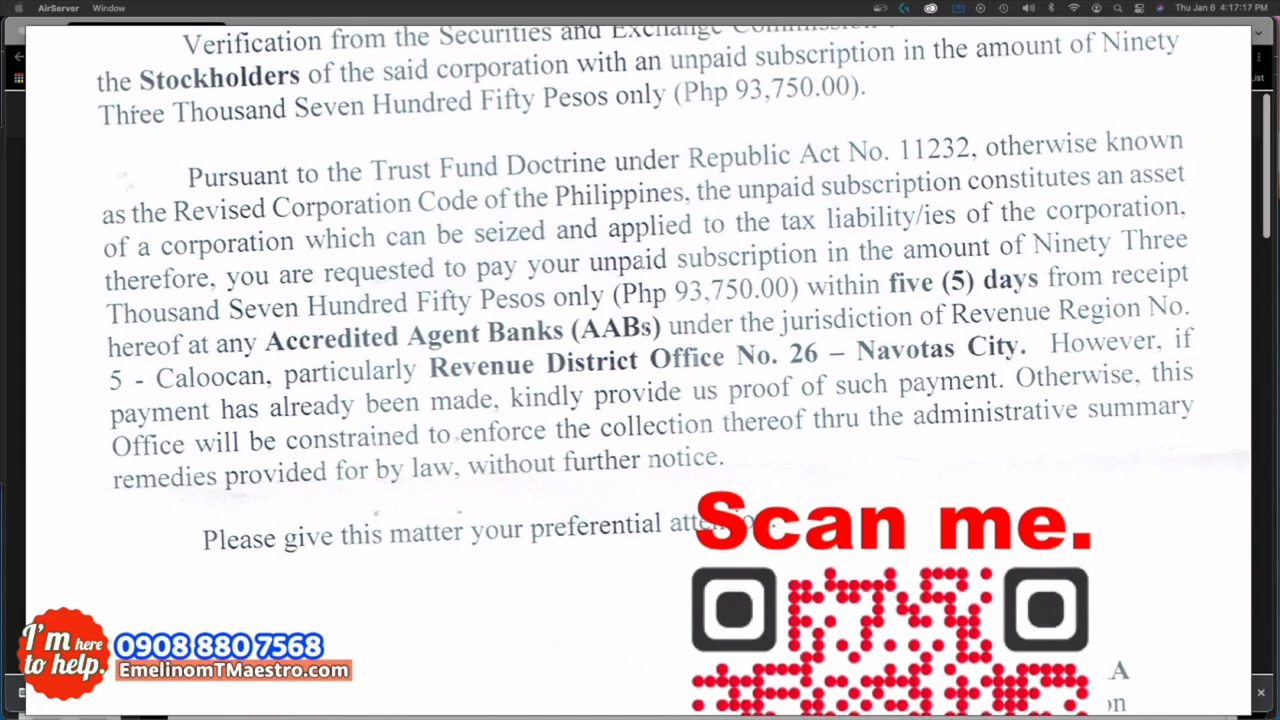 AirServer Window Thu Jan 6 4:17:17 PM
Verification from the Securities and Exchange
the Stockholders of the said corporation with an unpaid subscription in the amount of Ninety
Three Thousand Seven Hundred Fifty Pesos only (Php 93,750.00).
Pursuant to the Trust Fund Doctrine under Republic Act No. 11232, otherwise known
as the Revised Corporation Code of the Philippines, the unpaid subscription constitutes an asset
of a corporation which can be seized and applied to the tax liability/ies of the corporation,
therefore, you are requested to pay your unpaid subscription in the amount of Ninety Three
Thousand Seven Hundred Fifty Pesos only (Php 93,750.00) within five (5) days from receipt
hereof at any Accredited Agent Banks (AABs) under the jurisdiction of Revenue Region No.
5 - Caloocan, particularly Revenue District Office No. 26 – Navotas City. However, if
payment has already been made, kindly provide us proof of such payment. Otherwise, this
Office will be constrained to enforce the collection thereof thru the administrative summary
remedies provided for by law, without further notice.
Please give this matter your preferential
Scan me.
I'm here
to help.
0908 880 7568
EmelinomTMaestro.com